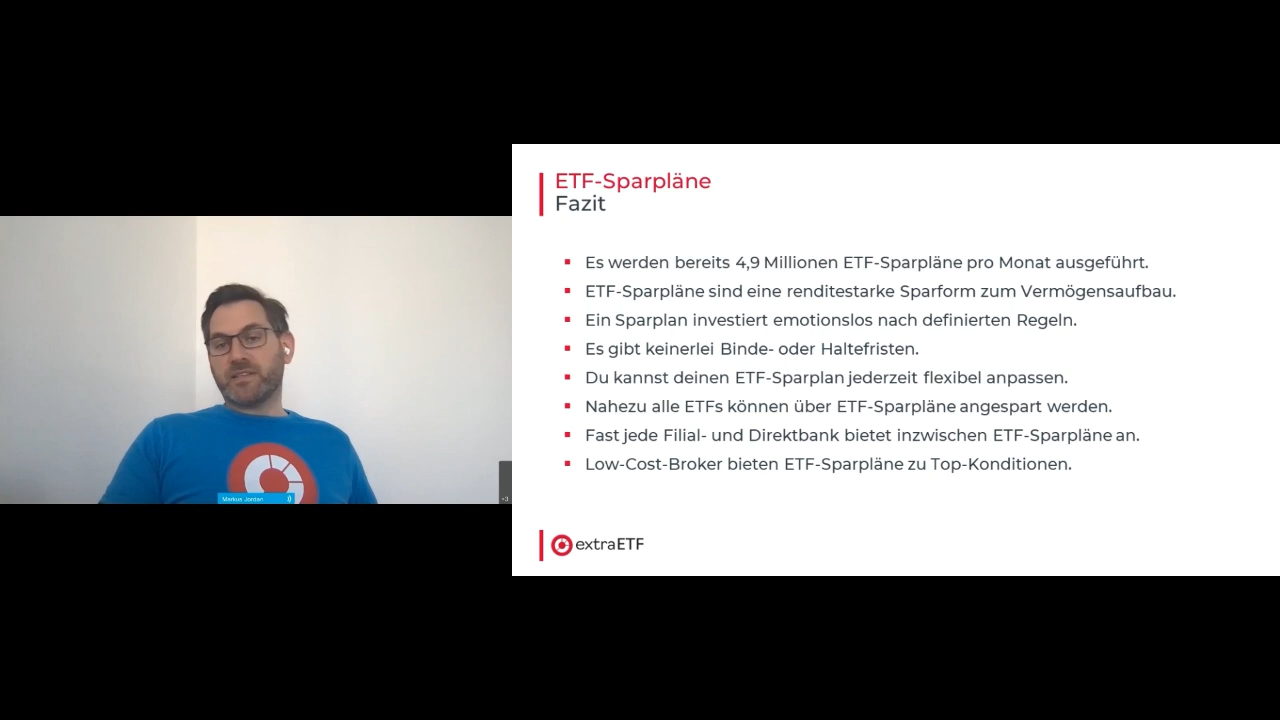 ETF-Sparpläne
Fazit
Es werden bereits 4,9 Millionen ETF-Sparpläne pro Monat ausgeführt.
ETF-Sparpläne sind eine renditestarke Sparform zum Vermögensaufbau.
Ein Sparplan investiert emotionslos nach definierten Regeln.
Es gibt keinerlei Binde- oder Haltefristen.
Du kannst deinen ETF-Sparplan jederzeit flexibel anpassen.
Nahezu alle ETFs können über ETF-Sparpläne angespart werden.
Fast jede Filial- und Direktbank bietet inzwischen ETF-Sparpläne an.
Low-Cost-Broker bieten ETF-Sparpläne zu Top-Konditionen.
Markus Jordan
extraETF